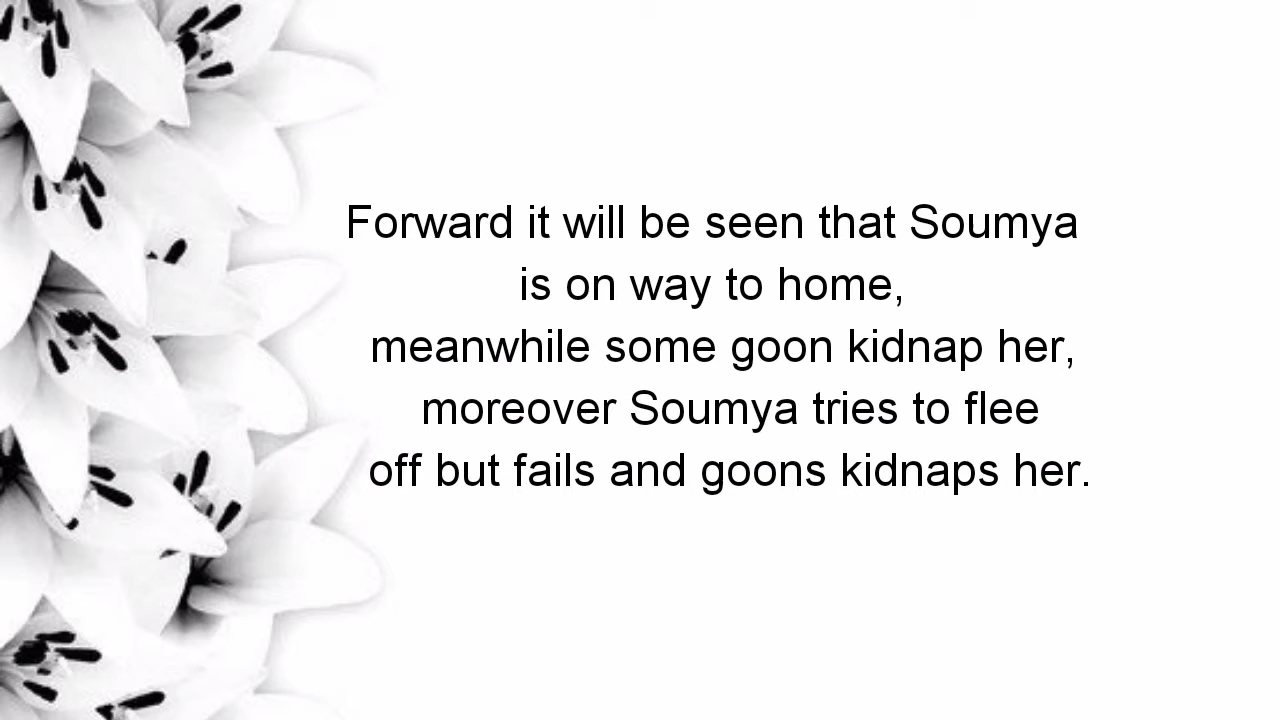 Forward it will be seen that Soumya
is on way to home,
meanwhile some goon kidnap her,
moreover Soumya tries to flee
off but fails and goons kidnaps her.